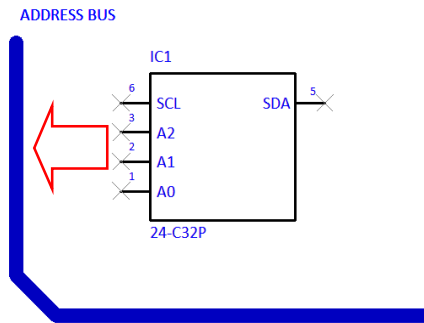 ADDRESS BUS
IC1
6 SCL SDA 5
3 A2
2 A1
1 A0
24-C32P